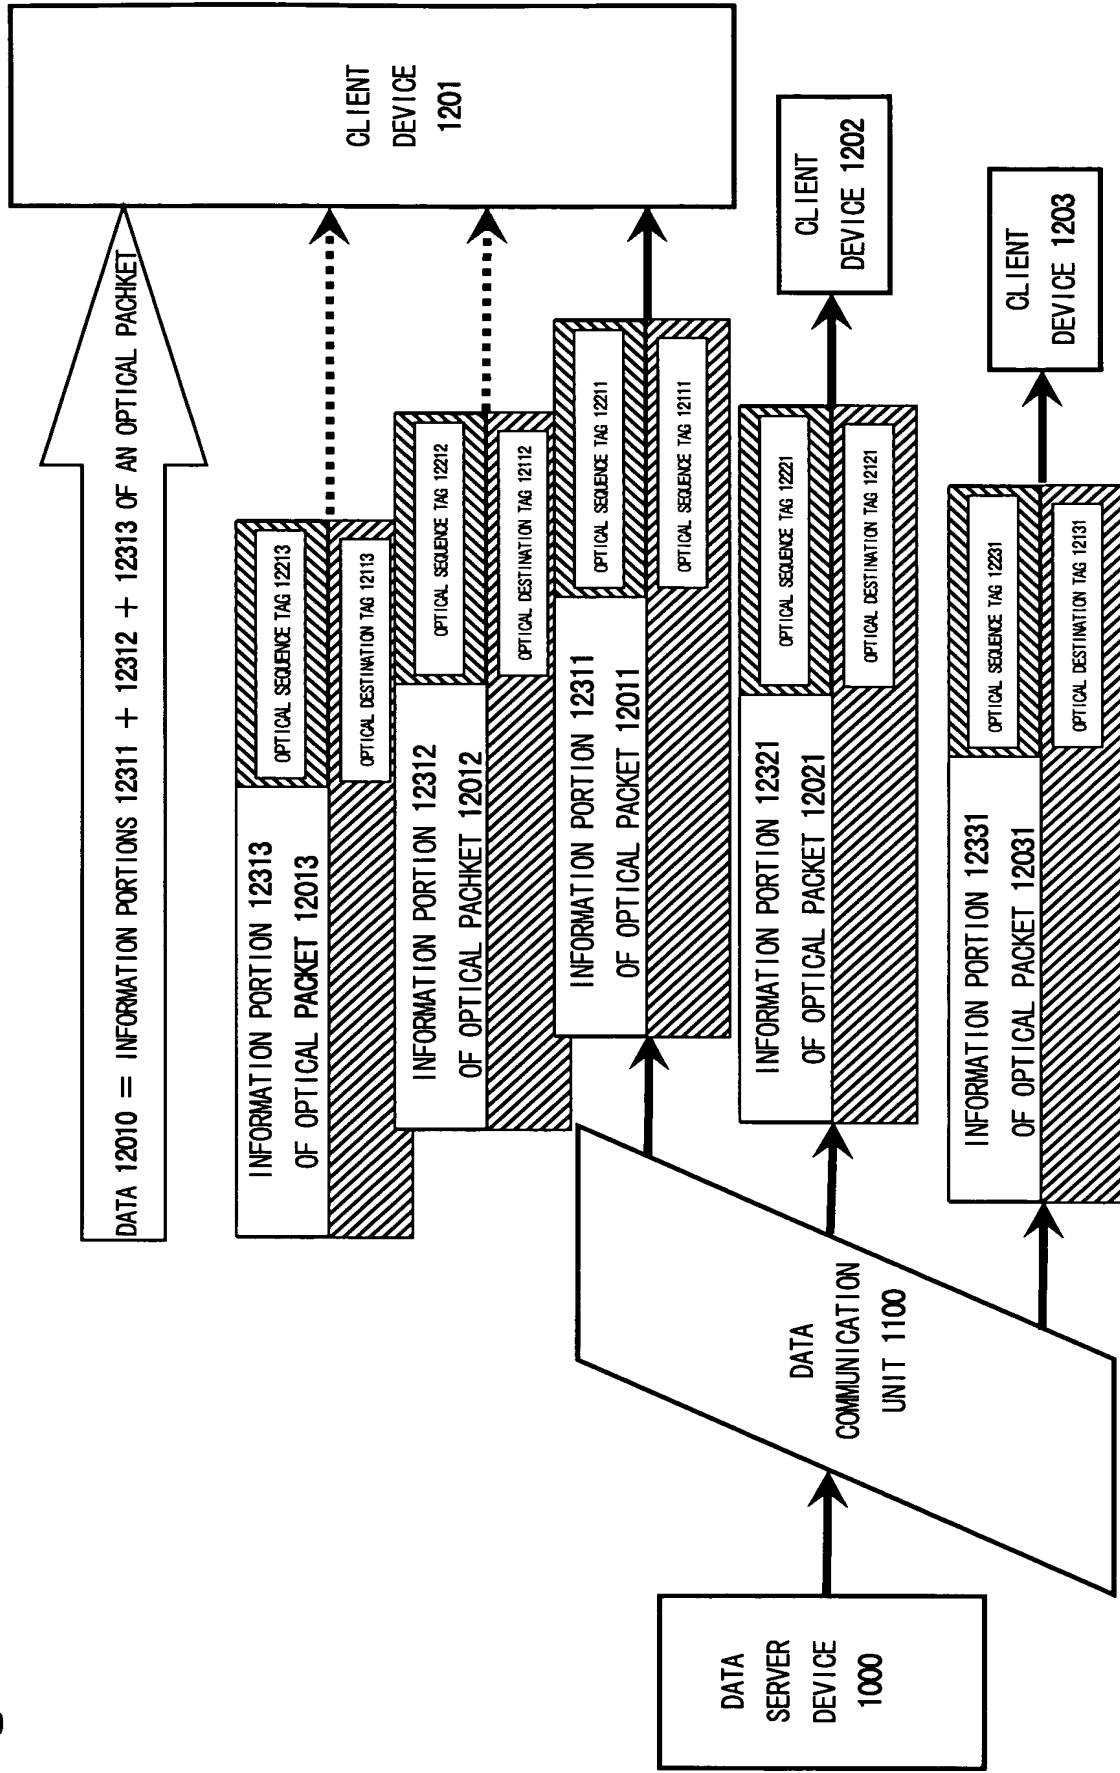 DATA 12010 = INFORMATION PORTIONS 12311 + 12312 + 12313 OF AN OPTICAL PACHKET
CLIENT
DEVICE
1201
INFORMATION PORTION 12313
OF OPTICAL PACKET 12013
OPTICAL SEQUENCE TAG 12213
OPTICAL DESTINATION TAG 12113
INFORMATION PORTION 12312
OF OPTICAL PACHKET 12012
OPTICAL SEQUENCE TAG 12212
OPTICAL DESTINATION TAG 12112
INFORMATION PORTION 12311
OF OPTICAL PACKET 12011
OPTICAL SEQUENCE TAG 12211
OPTICAL SEQUENCE TAG 12111
INFORMATION PORTION 12321
OF OPTICAL PACKET 12021
OPTICAL SEQUENCE TAG 12221
OPTICAL DESTINATION TAG 12121
CLIENT
DEVICE 1202
INFORMATION PORTION 12331
OF OPTICAL PACKET 12031
OPTICAL SEQUENCE TAG 12231
OPTICAL DESTINATION TAG 12131
CLIENT
DEVICE 1203
DATA
COMMUNICATION
UNIT 1100
DATA
SERVER
DEVICE
1000